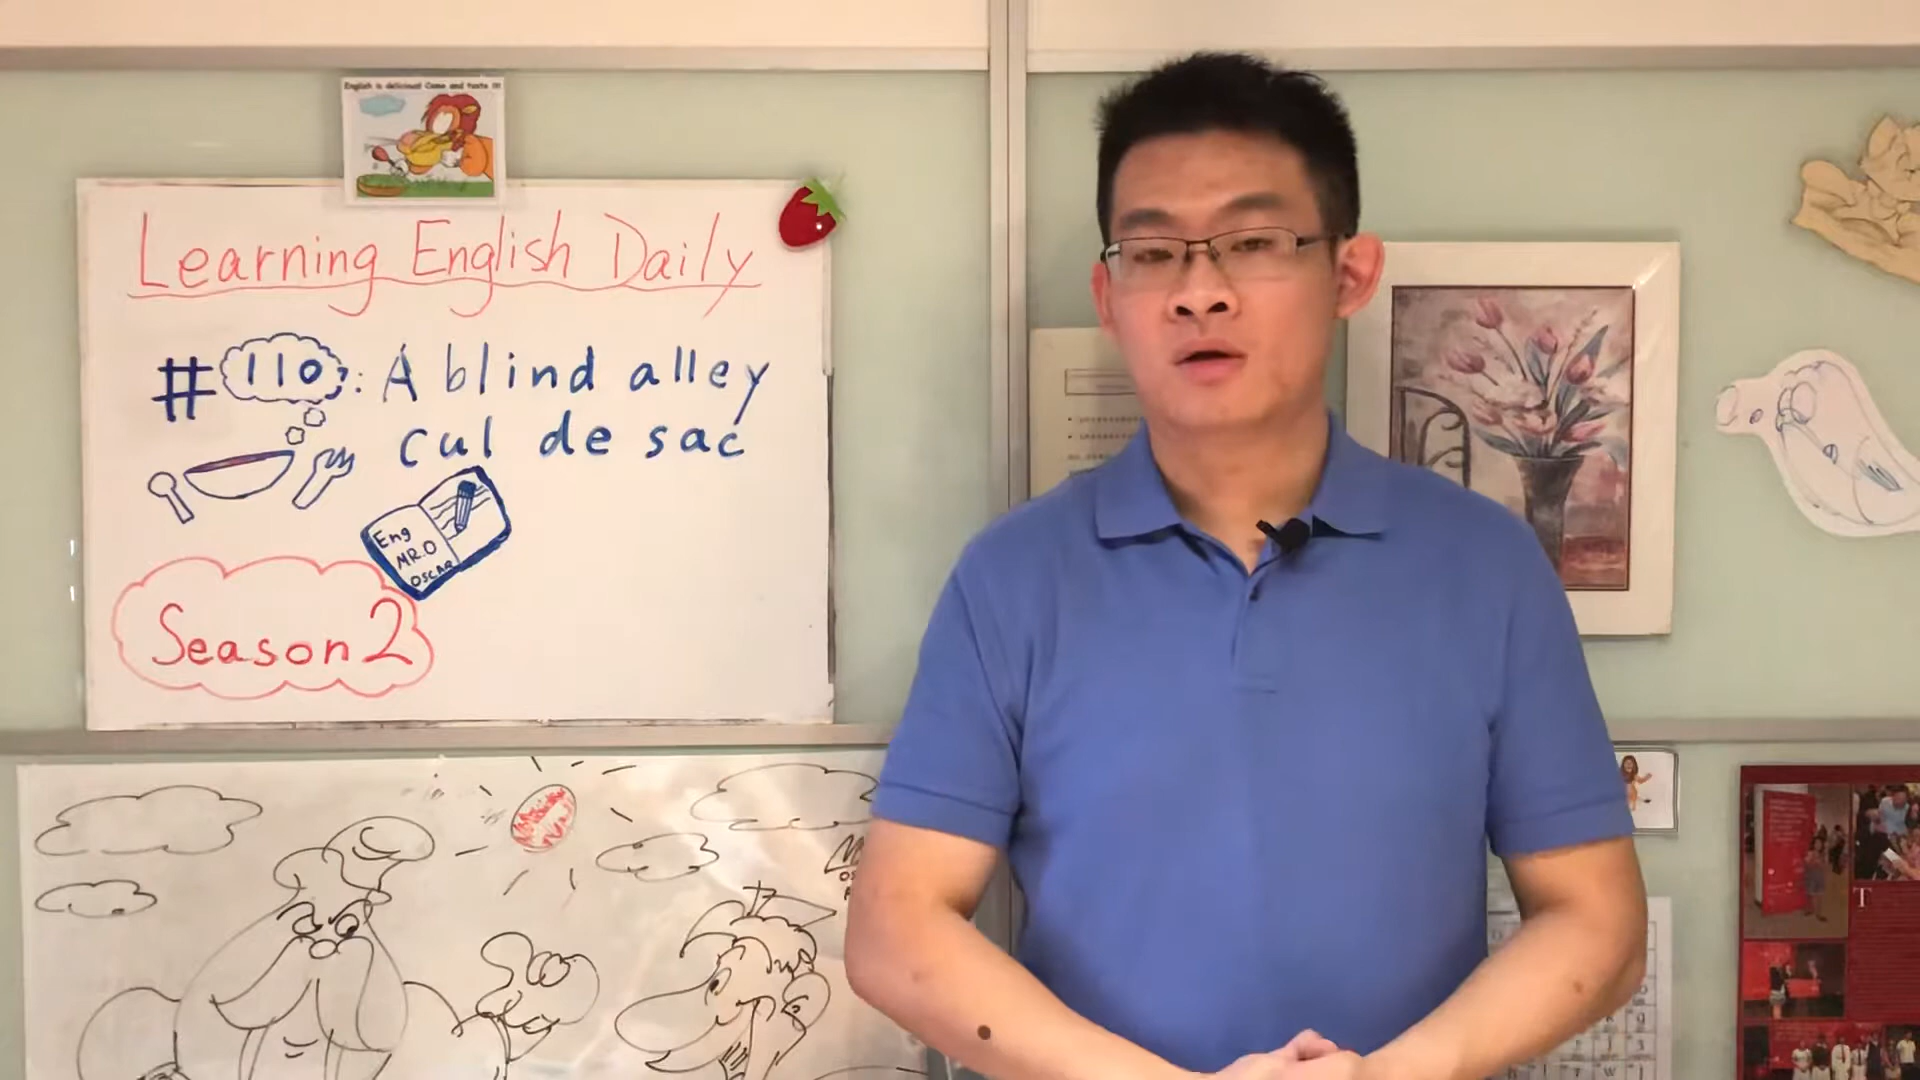 English is delicious! Come and taste it!
Learning English Daily
#110: A blind alley
cul de sac
Eng
MR.O
OSCAR
Season 2